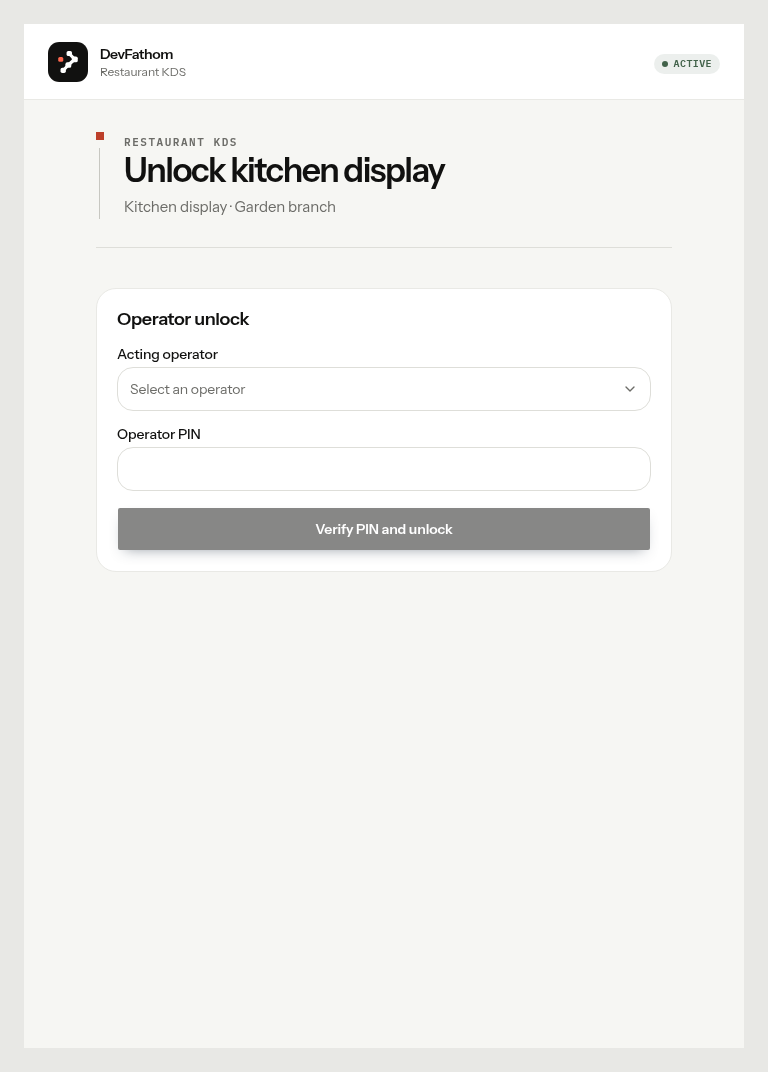 DevFathom
Restaurant KDS
ACTIVE
RESTAURANT KDS
Unlock kitchen display
Kitchen display · Garden branch
Operator unlock
Acting operator
Select an operator
Operator PIN
Verify PIN and unlock